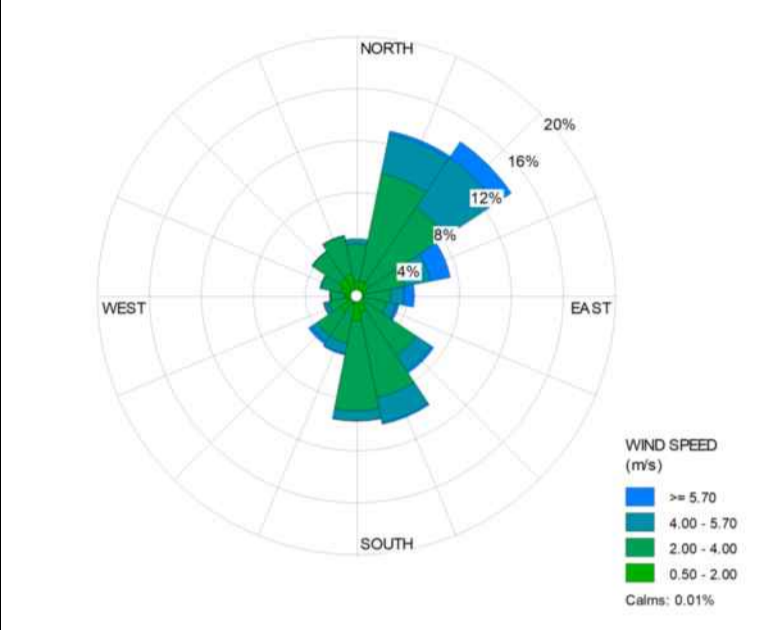 NORTH
20%
16%
12%
8%
4%
WEST
EAST
SOUTH
WIND SPEED
(m/s)
>= 5.70
4.00 - 5.70
2.00 - 4.00
0.50 - 2.00
Calms: 0.01%